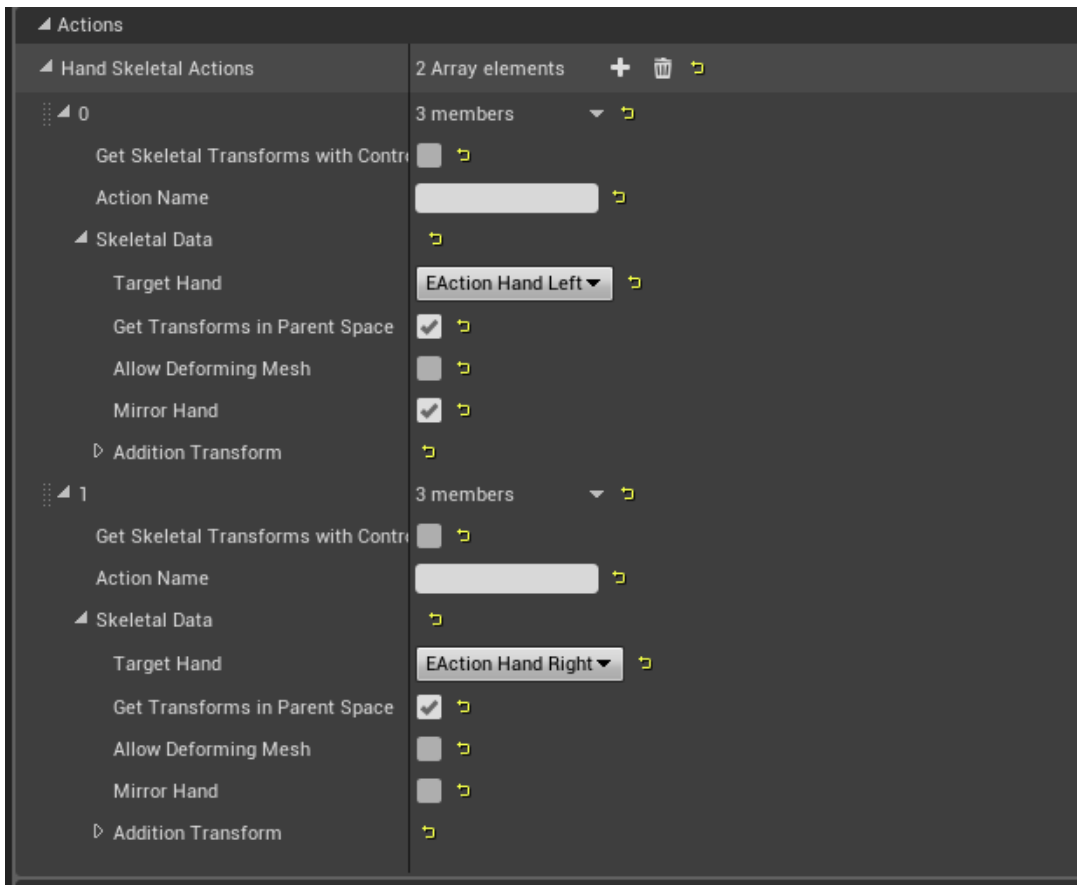 Actions
Hand Skeletal Actions 2 Array elements
0 3 members
Get Skeletal Transforms with Contr
Action Name
Skeletal Data
Target Hand EAction Hand Left
Get Transforms in Parent Space
Allow Deforming Mesh
Mirror Hand
Addition Transform
1 3 members
Get Skeletal Transforms with Contr
Action Name
Skeletal Data
Target Hand EAction Hand Right
Get Transforms in Parent Space
Allow Deforming Mesh
Mirror Hand
Addition Transform